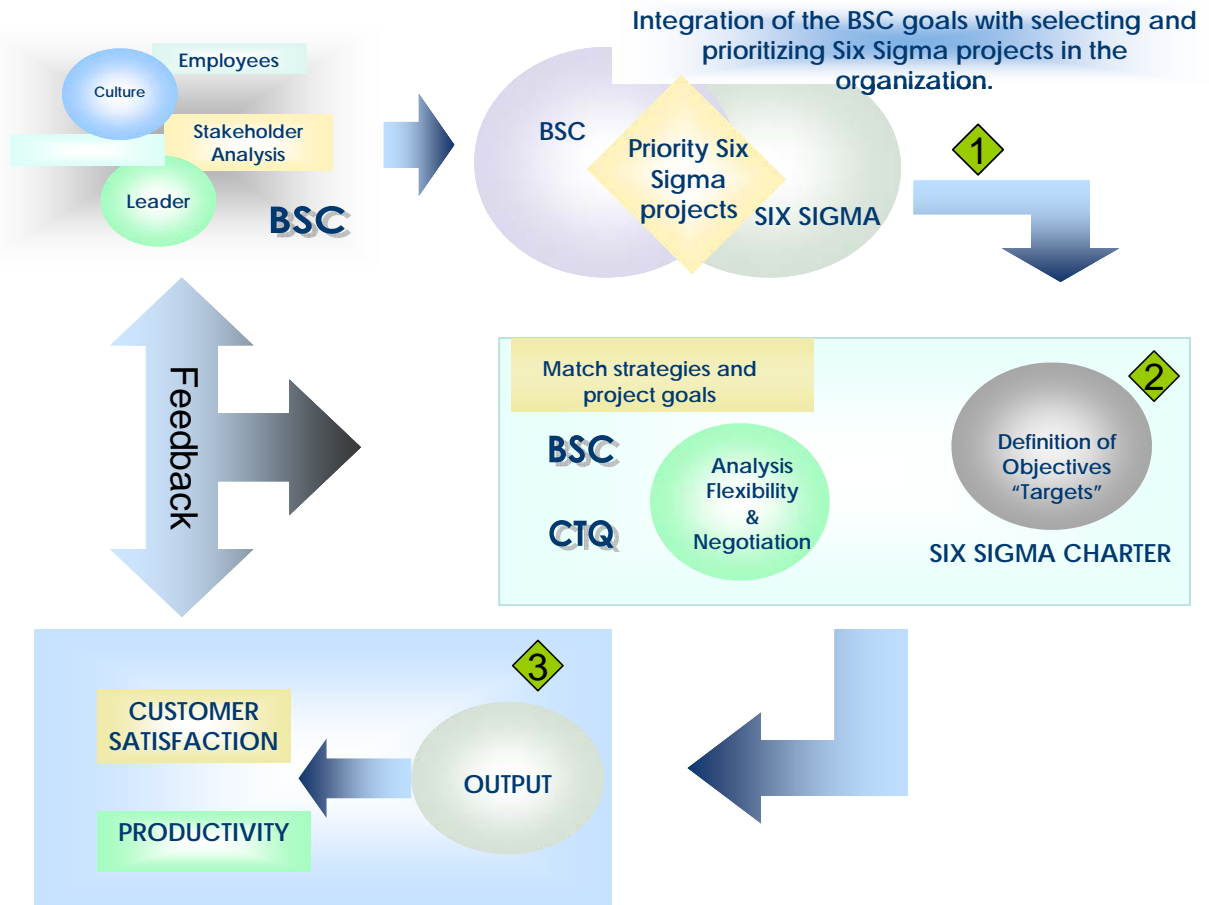 Integration of the BSC goals with selecting and
prioritizing Six Sigma projects in the
organization.
Employees
Culture
Stakeholder
Analysis
Leader
BSC
BSC
Priority Six
Sigma
projects
SIX SIGMA
1
Feedback
Match strategies and
project goals
BSC
CTQ
Analysis
Flexibility
&
Negotiation
2
Definition of
Objectives
“Targets”
SIX SIGMA CHARTER
3
CUSTOMER
SATISFACTION
OUTPUT
PRODUCTIVITY